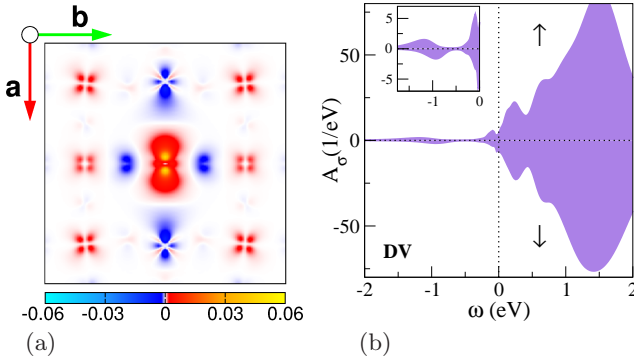 b
a
-0.06 -0.03 0 0.03 0.06
(a)
A_σ(1/eV)
50
0
-50
5
0
-5
-1 0
↑
↓
DV
-2 -1 0 1 2
ω (eV)
(b)